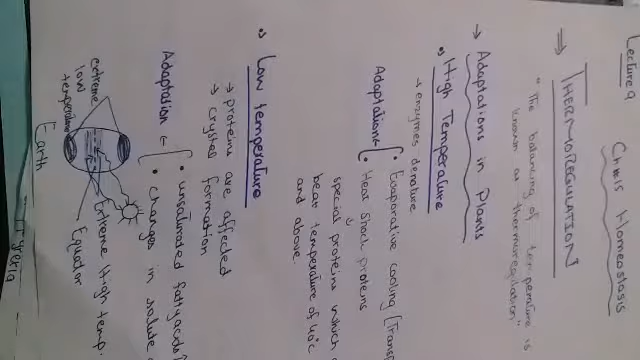 Lecture 9
Ch#15 Homeostasis
⇒ THERMOREGULATION
"The balancing of temperature is
known as thermoregulation"
→ Adaptations in Plants
• High Temperature
→ enzymes denature
Adaptation ← { • Evaporative cooling (Transp
• Heat shock proteins
special proteins which
bear temperature of 40°c
and above
• Low temperature
→ proteins are affected
→ crystal formation
Adaptation ← { • unsaturated fatty acids
• changes in solute
extreme low temperature
Extreme High temp.
Equator
Earth